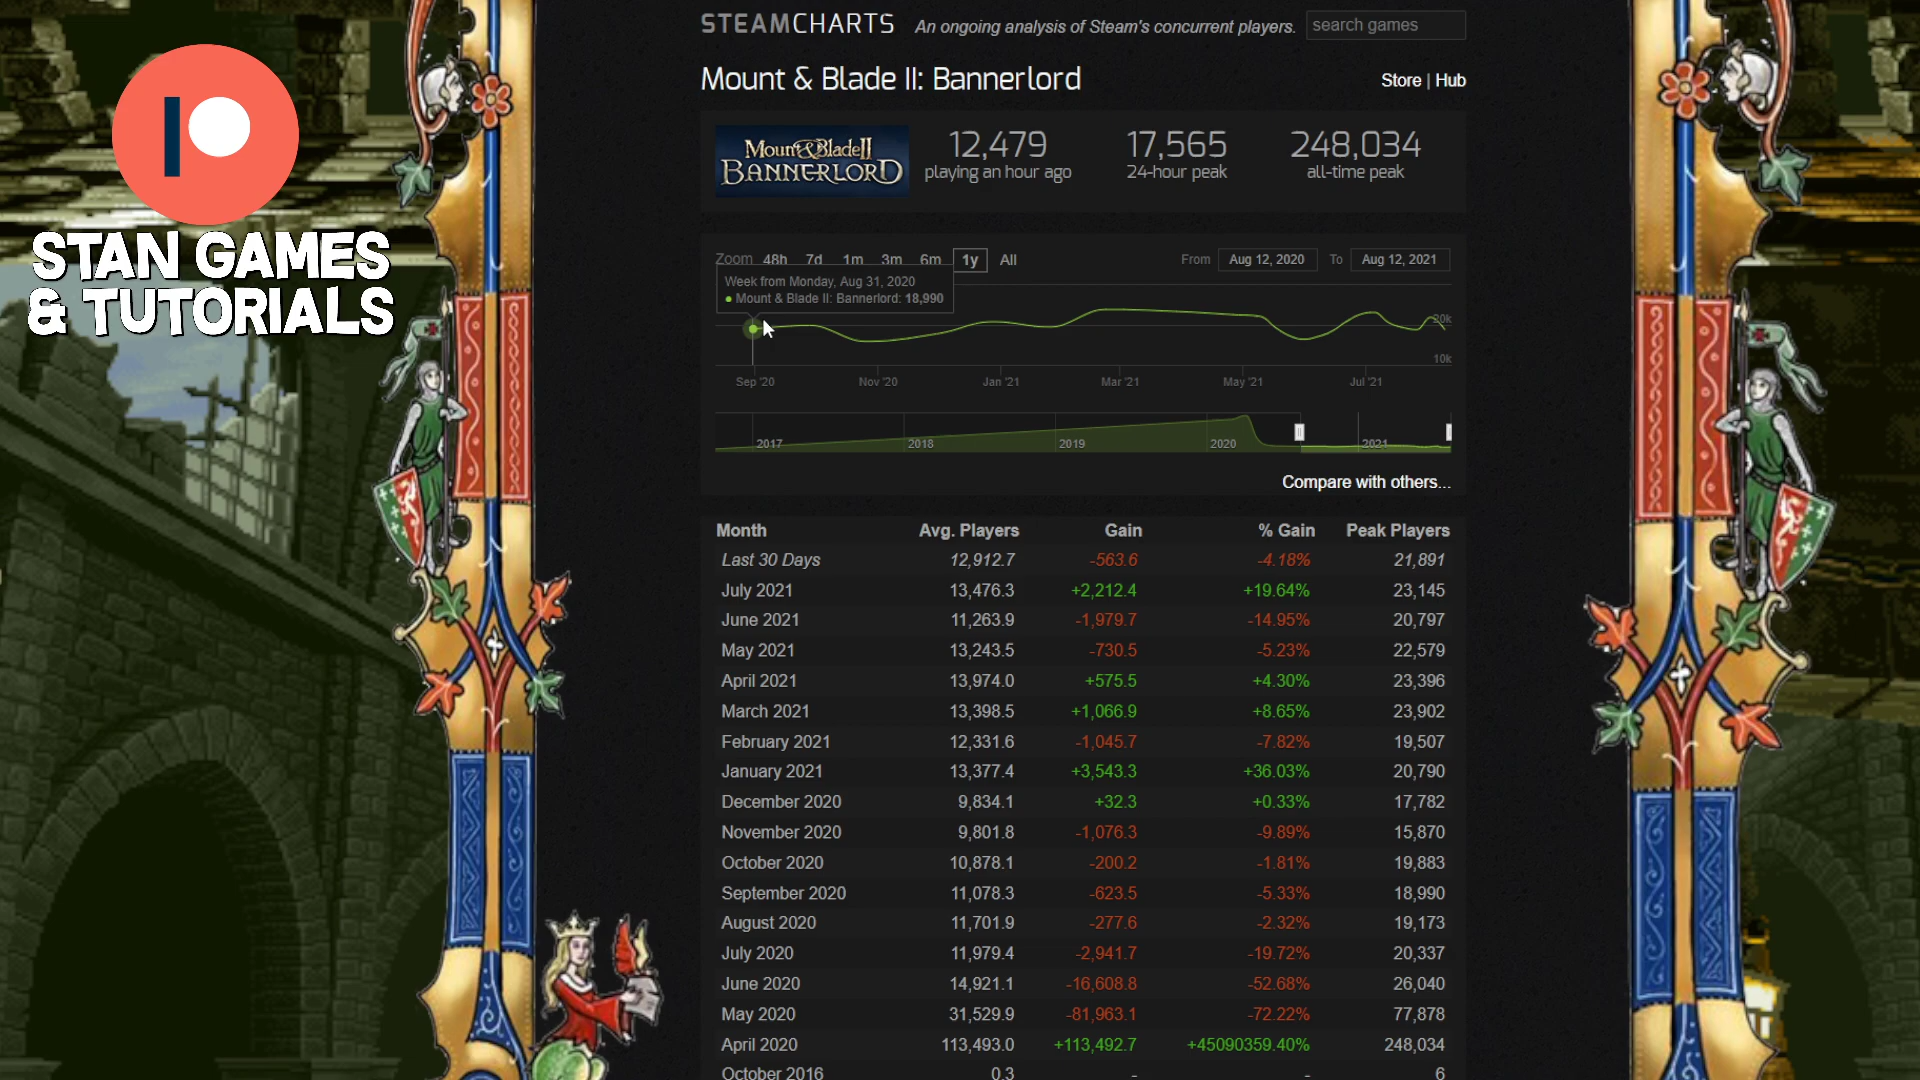 STAN GAMES
& TUTORIALS
STEAMCHARTS An ongoing analysis of Steam's concurrent players. search games
Mount & Blade II: Bannerlord Store | Hub
Mount&Blade II
BANNERLORD
12,479 17,565 248,034
playing an hour ago 24-hour peak all-time peak
Zoom 48h 7d 1m 3m 6m 1y All From Aug 12, 2020 To Aug 12, 2021
Week from Monday, Aug 31, 2020
● Mount & Blade II: Bannerlord: 18,990
20k
10k
Sep '20 Nov '20 Jan '21 Mar '21 May '21 Jul '21
2017 2018 2019 2020 2021
Compare with others...
Month Avg. Players Gain % Gain Peak Players
Last 30 Days 12,912.7 -563.6 -4.18% 21,891
July 2021 13,476.3 +2,212.4 +19.64% 23,145
June 2021 11,263.9 -1,979.7 -14.95% 20,797
May 2021 13,243.5 -730.5 -5.23% 22,579
April 2021 13,974.0 +575.5 +4.30% 23,396
March 2021 13,398.5 +1,066.9 +8.65% 23,902
February 2021 12,331.6 -1,045.7 -7.82% 19,507
January 2021 13,377.4 +3,543.3 +36.03% 20,790
December 2020 9,834.1 +32.3 +0.33% 17,782
November 2020 9,801.8 -1,076.3 -9.89% 15,870
October 2020 10,878.1 -200.2 -1.81% 19,883
September 2020 11,078.3 -623.5 -5.33% 18,990
August 2020 11,701.9 -277.6 -2.32% 19,173
July 2020 11,979.4 -2,941.7 -19.72% 20,337
June 2020 14,921.1 -16,608.8 -52.68% 26,040
May 2020 31,529.9 -81,963.1 -72.22% 77,878
April 2020 113,493.0 +113,492.7 +45090359.40% 248,034
October 2016 0.3 - - 6